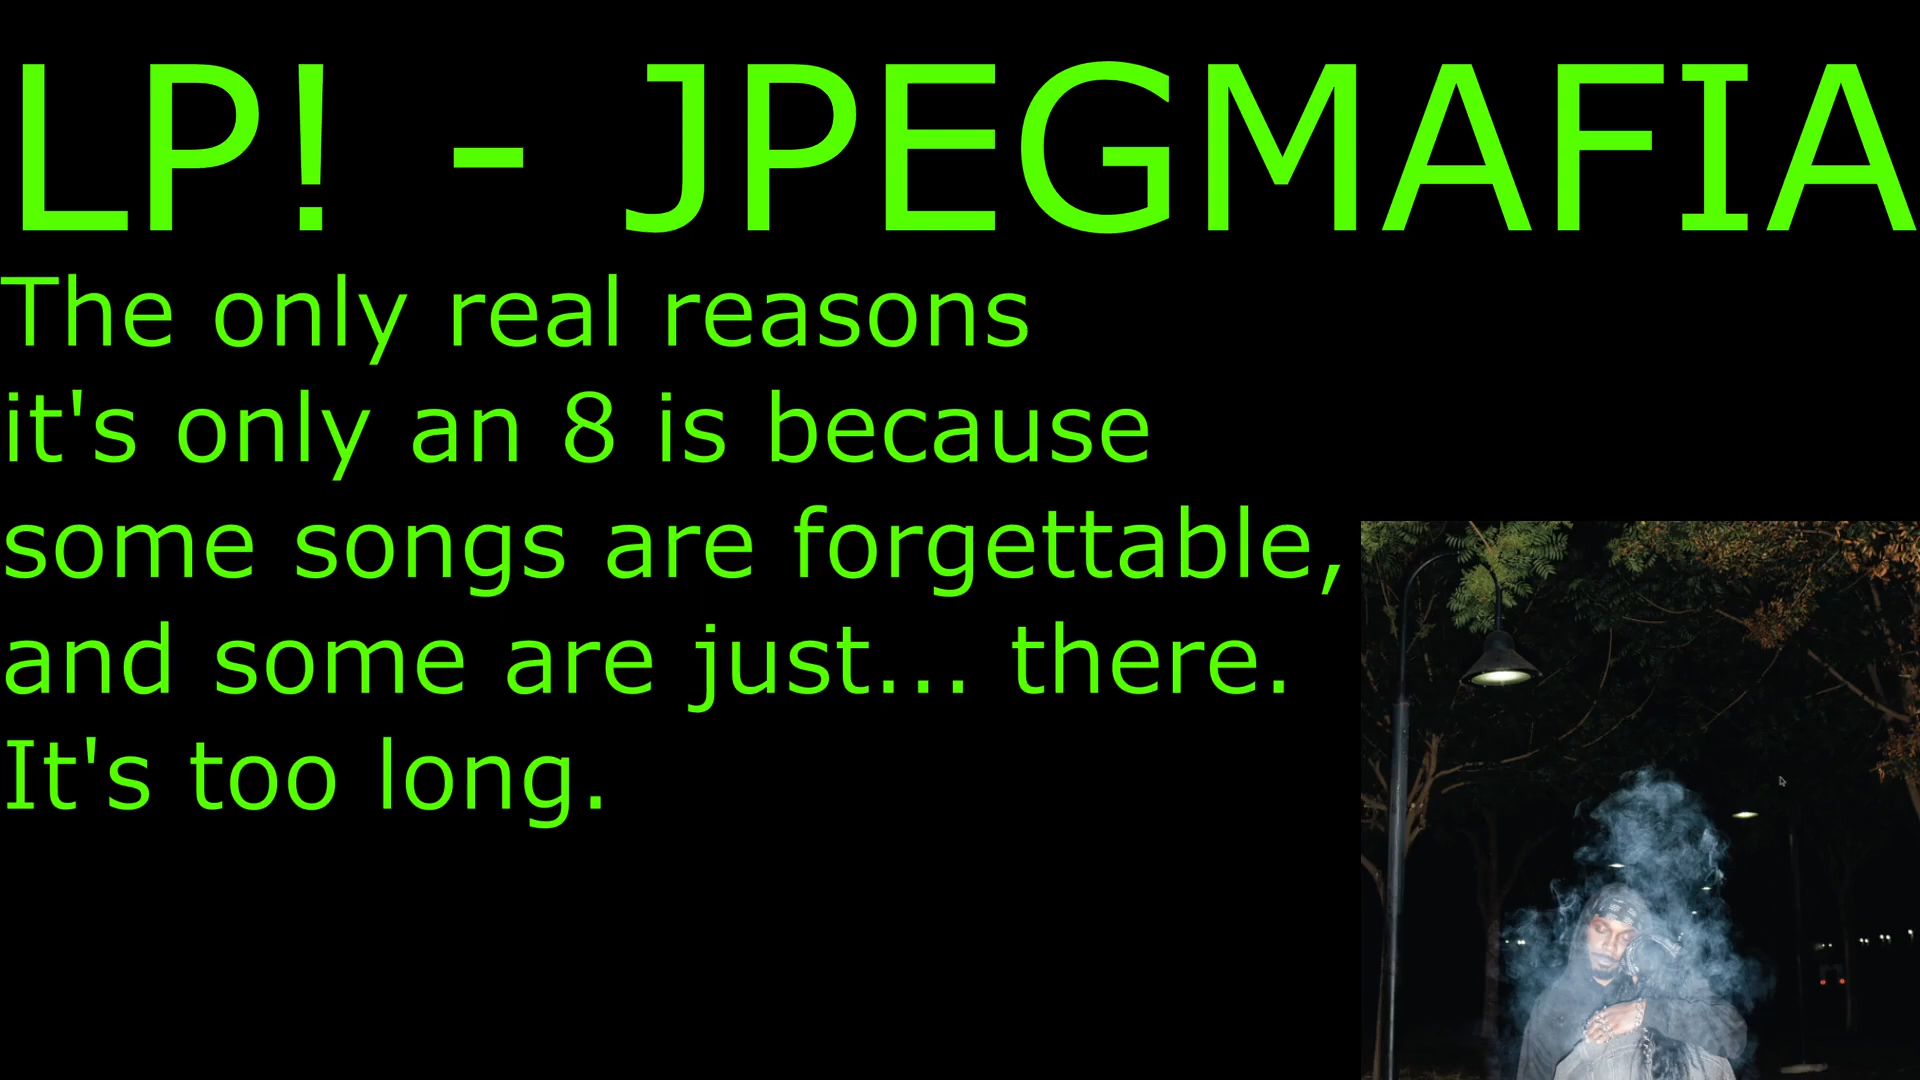 LP! - JPEGMAFIA
The only real reasons
it's only an 8 is because
some songs are forgettable,
and some are just... there.
It's too long.